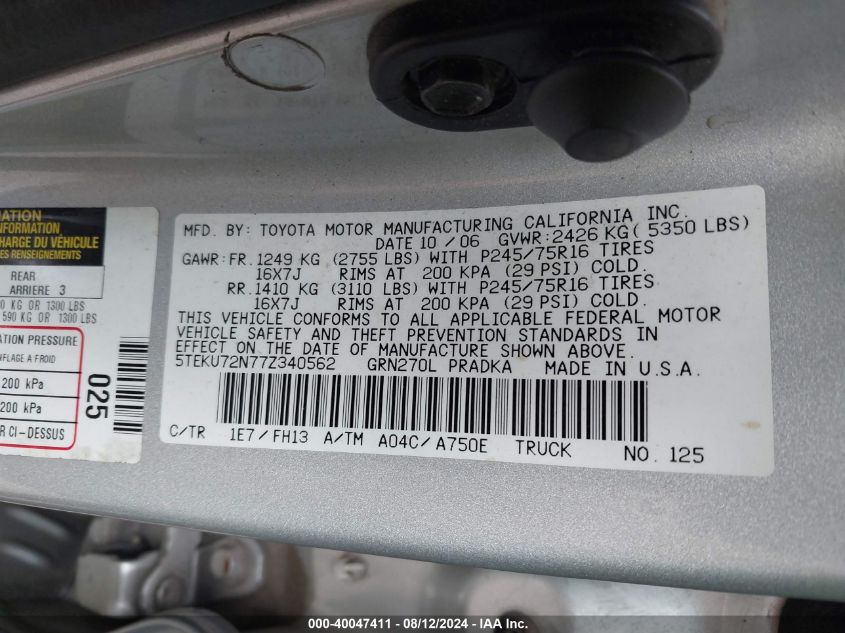 ATION
INFORMATION
CHARGE DU VÉHICULE
ES RENSEIGNEMENTS
REAR
ARRIERE 3
0 KG OR 1300 LBS
590 KG OR 1300 LBS
ATION PRESSURE
NFLAGE A FROID
200 kPa
200 kPa
R CI-DESSUS
025
MFD. BY: TOYOTA MOTOR MANUFACTURING CALIFORNIA INC.
DATE 10 / 06 GVWR:2426 KG( 5350 LBS)
GAWR:FR. 1249 KG (2755 LBS) WITH P245/75R16 TIRES
16X7J RIMS AT 200 KPA (29 PSI) COLD.
RR. 1410 KG (3110 LBS) WITH P245/75R16 TIRES
16X7J RIMS AT 200 KPA (29 PSI) COLD.
THIS VEHICLE CONFORMS TO ALL APPLICABLE FEDERAL MOTOR
VEHICLE SAFETY AND THEFT PREVENTION STANDARDS IN
EFFECT ON THE DATE OF MANUFACTURE SHOWN ABOVE.
5TEKU72N77Z340562 GRN270L PRADKA MADE IN U.S.A.
C/TR 1E7/FH13 A/TM A04C/A750E TRUCK NO. 125
000-40047411 - 08/12/2024 - IAA Inc.